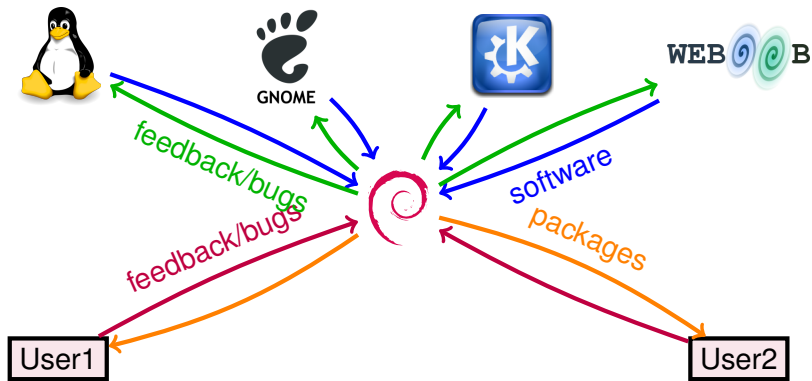 GNOME
K
WEB B
feedback/bugs
software
feedback/bugs
packages
User1
User2